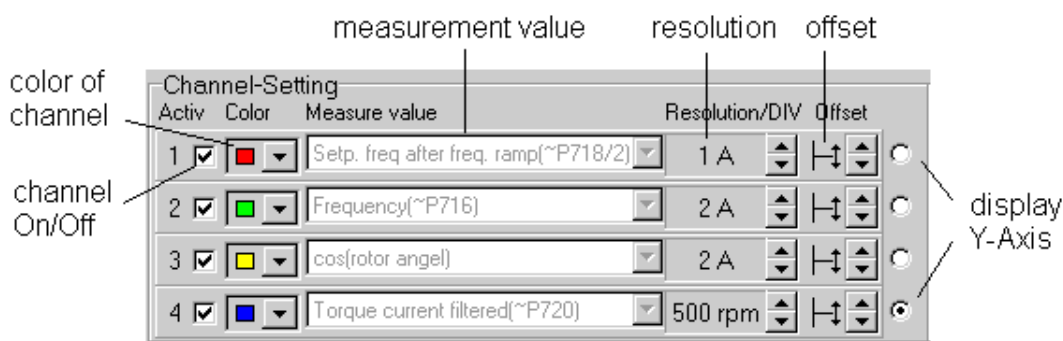 measurement value resolution offset
color of
channel
Channel-Setting
Activ Color Measure value Resolution/DIV Offset
1 Setp. freq after freq. ramp(~P718/2) 1 A
channel
On/Off
2 Frequency(~P716) 2 A
display
Y-Axis
3 cos(rotor angel) 2 A
4 Torque current filtered(~P720) 500 rpm